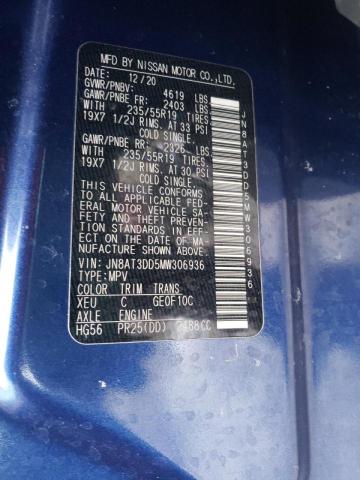 MFD BY NISSAN MOTOR CO.,LTD.
DATE: 12/20
GVWR/PNBV: 4619 LBS
GAWR/PNBE FR: 2403 LBS
WITH 235/55R19 TIRES.
19X7 1/2J RIMS. AT 33 PSI
COLD SINGLE.
GAWR/PNBE RR: 2326 LBS
WITH 235/55R19 TIRES.
19X7 1/2J RIMS. AT 30 PSI
COLD SINGLE.
THIS VEHICLE CONFORMS
TO ALL APPLICABLE FED-
ERAL MOTOR VEHICLE SA-
FETY AND THEFT PREVEN-
TION STANDARDS IN EFF-
ECT ON THE DATE OF
MANUFACTURE SHOWN ABOVE.
VIN: JN8AT3DD5MW306936
TYPE: MPV
COLOR TRIM TRANS
XEU C GEOF10C
AXLE ENGINE
HG56 PR25(DD) 2488CC
JN8AT3DD5MW306936